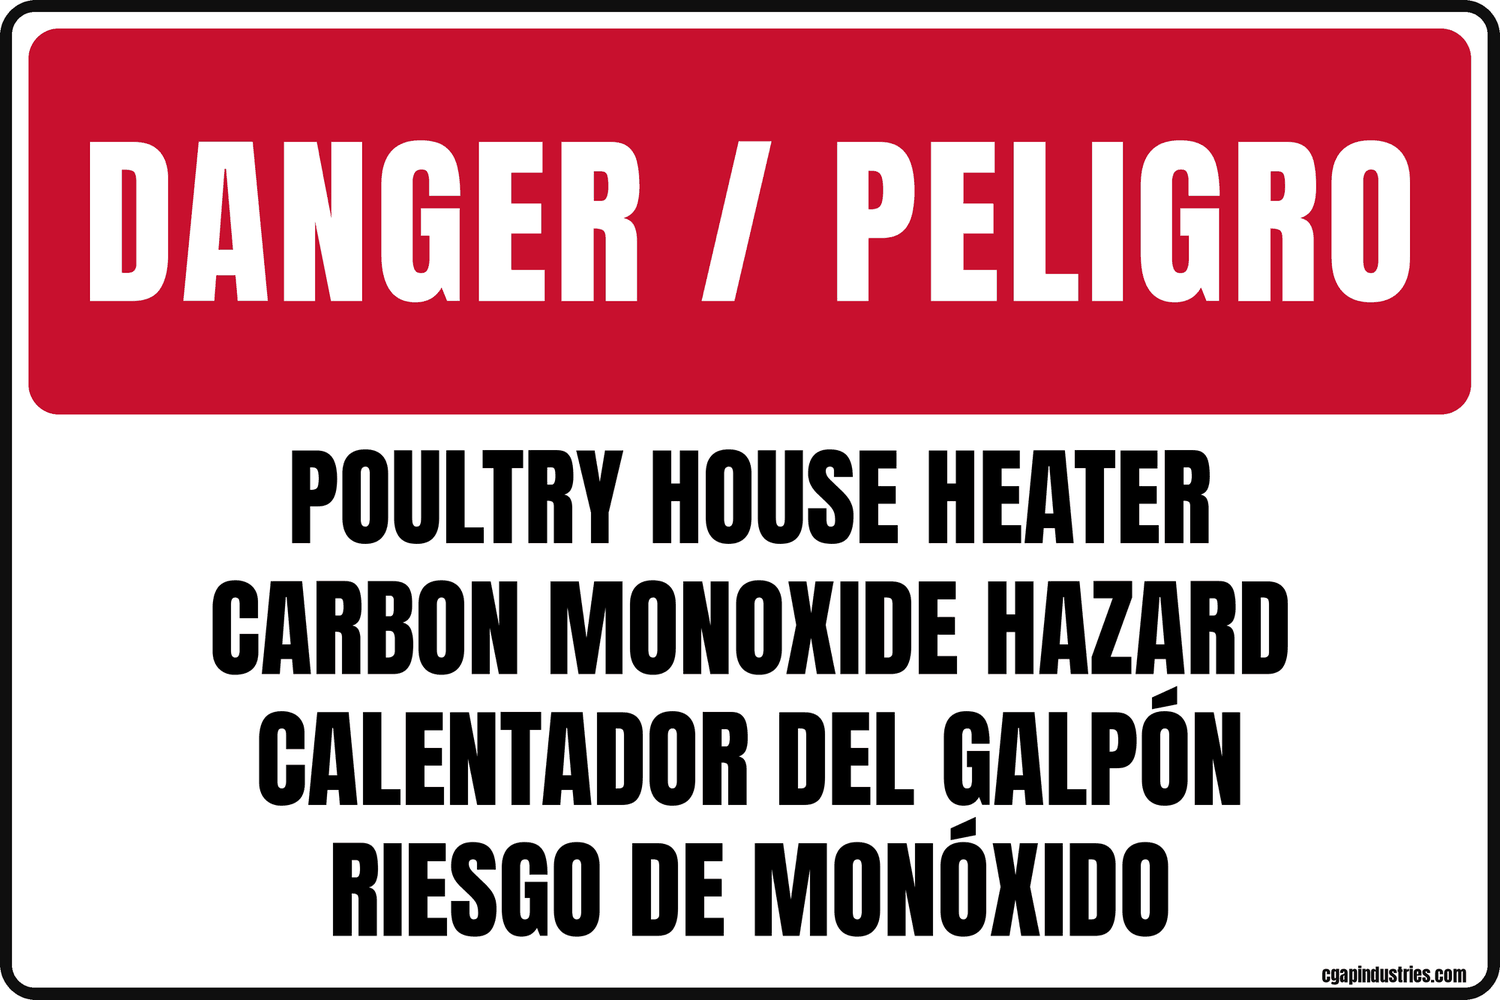 DANGER / PELIGRO
POULTRY HOUSE HEATER
CARBON MONOXIDE HAZARD
CALENTADOR DEL GALPÓN
RIESGO DE MONÓXIDO
cgapindustries.com